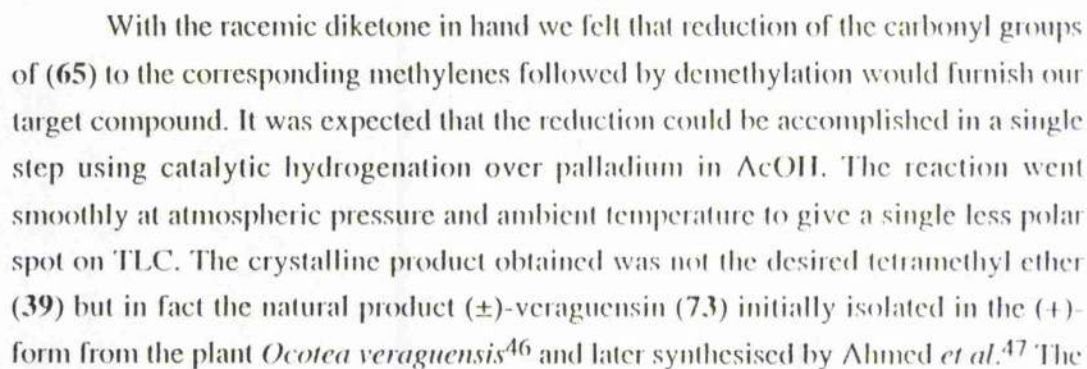 With the racemic diketone in hand we felt that reduction of the carbonyl groups
of (65) to the corresponding methylenes followed by demethylation would furnish our
target compound. It was expected that the reduction could be accomplished in a single
step using catalytic hydrogenation over palladium in AcOH. The reaction went
smoothly at atmospheric pressure and ambient temperature to give a single less polar
spot on TLC. The crystalline product obtained was not the desired tetramethyl ether
(39) but in fact the natural product (±)-veraguensin (73) initially isolated in the (+)-
form from the plant Ocotea veraguensis46 and later synthesised by Ahmed et al.47 The